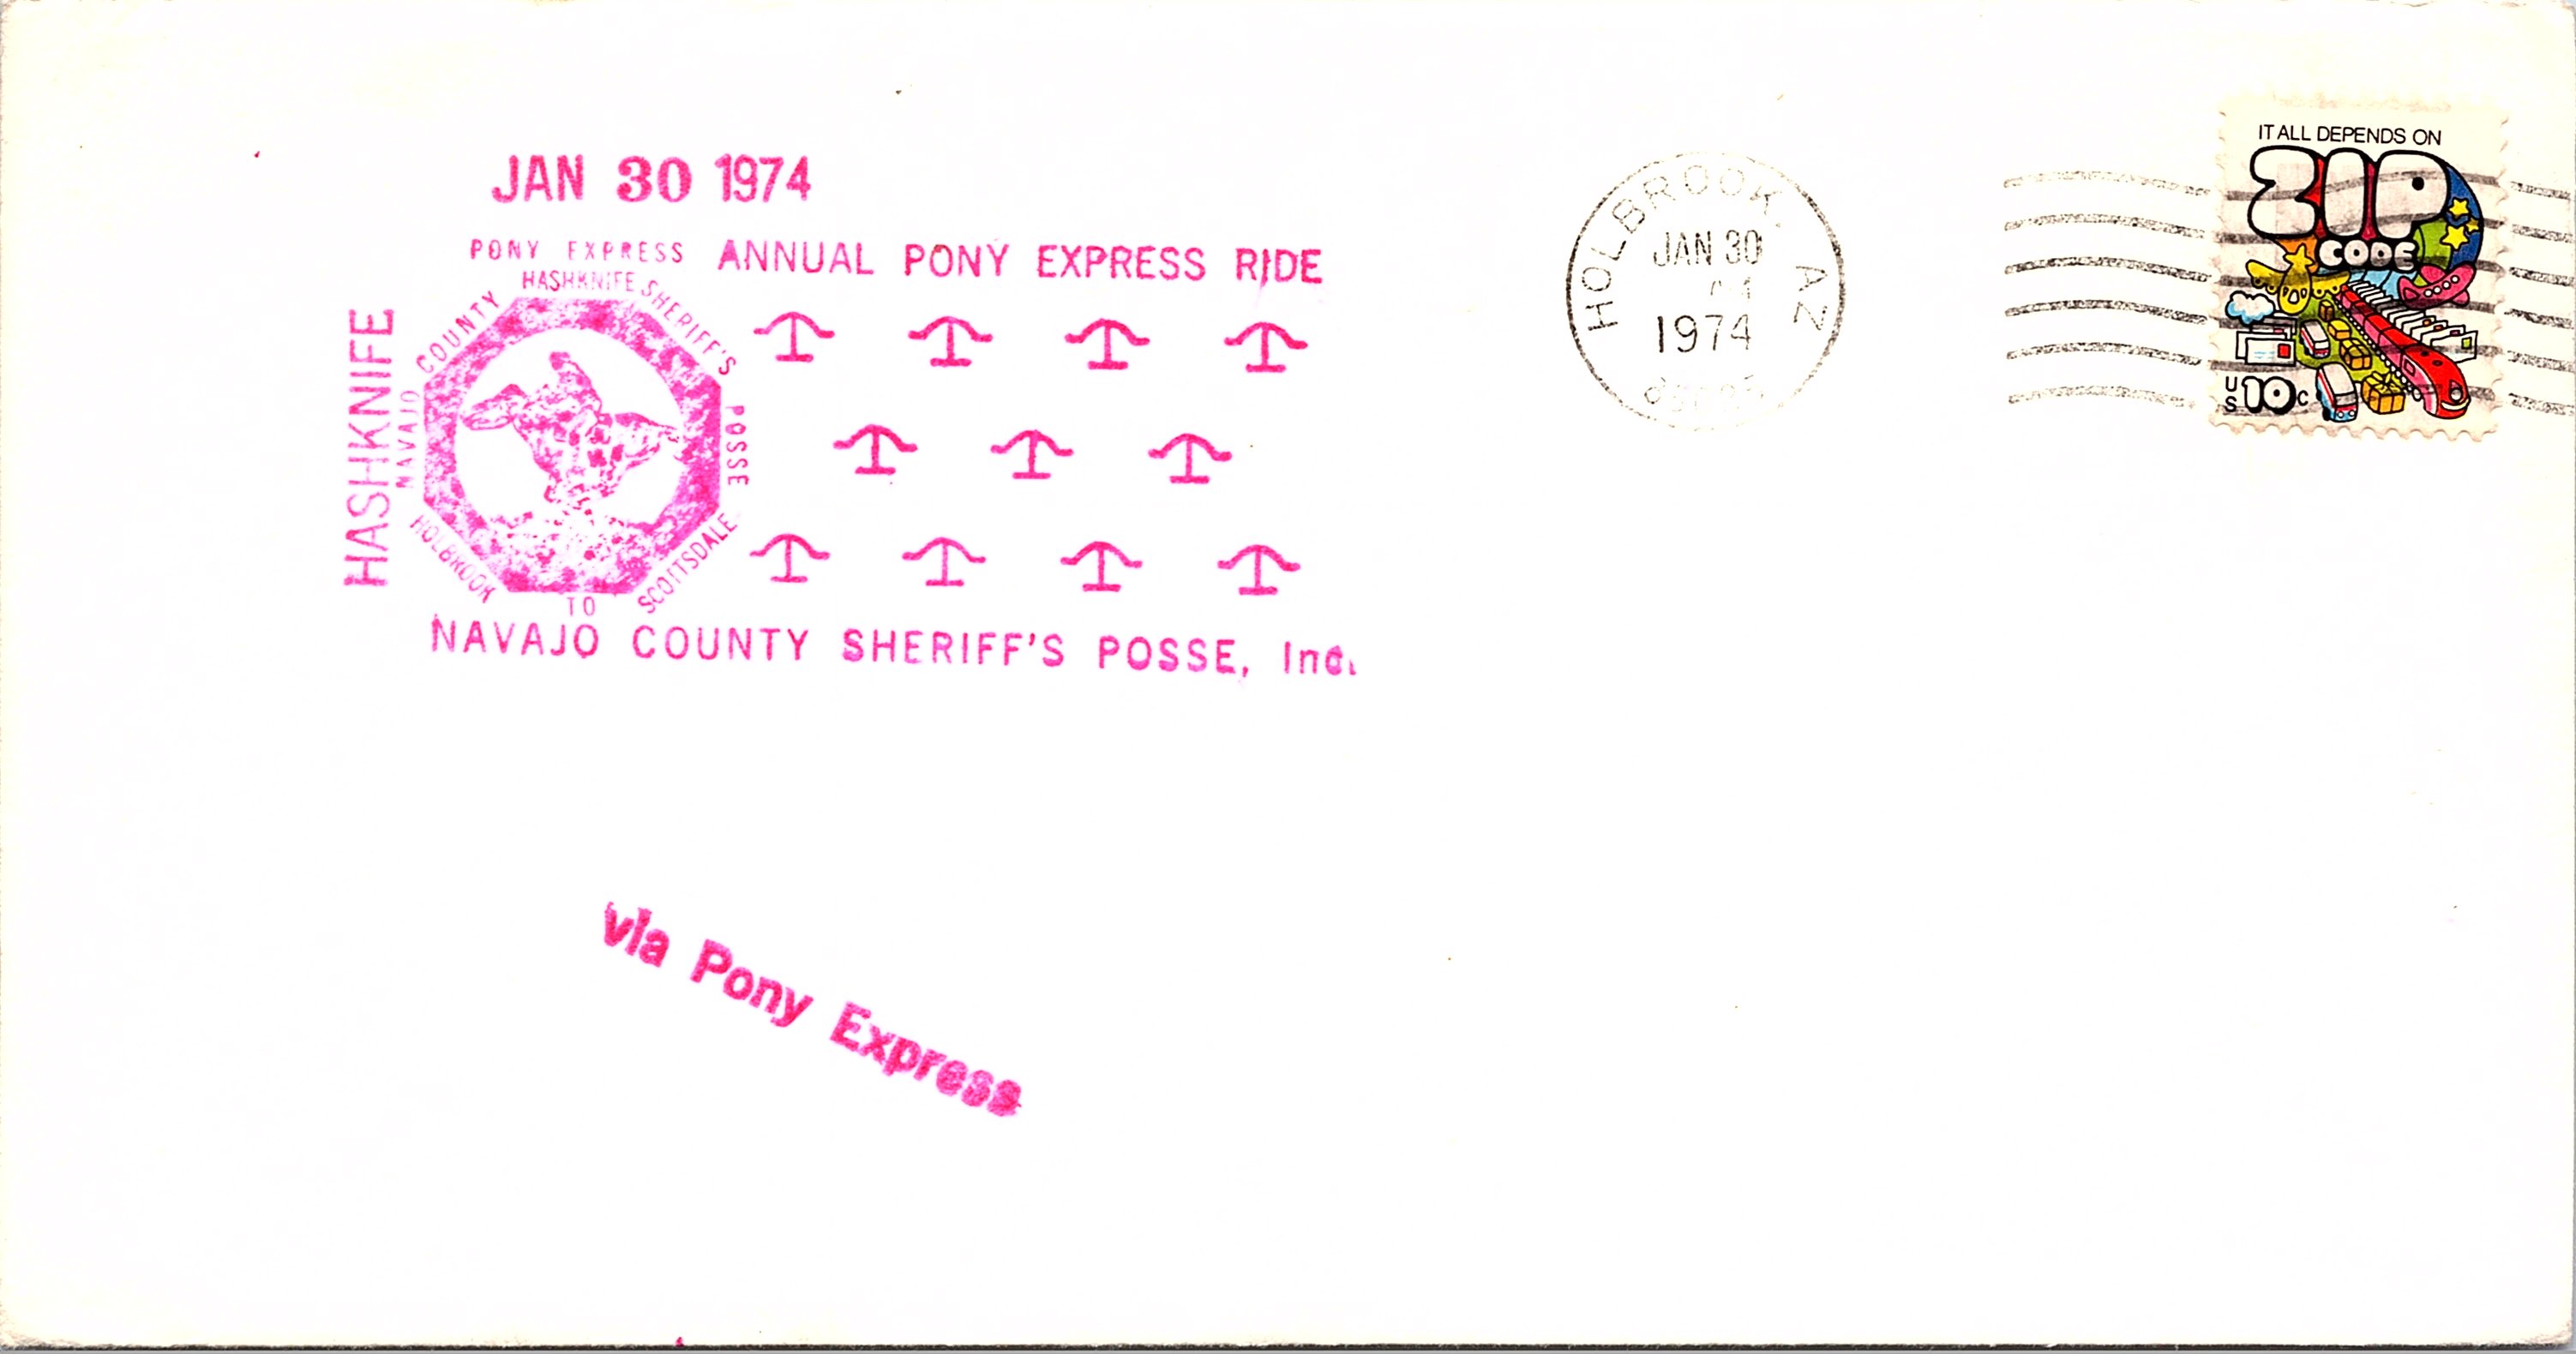 JAN 30 1974
PONY EXPRESS
ANNUAL PONY EXPRESS RIDE
HASHKNIFE
NAVAJO COUNTY HASHKNIFE SHERIFF'S POSSE
HOLBROOK TO SCOTTSDALE
NAVAJO COUNTY SHERIFF'S POSSE, Inc.
via Pony Express
HOLBROOK, AZ
JAN 30
1974
IT ALL DEPENDS ON
ZIP
CODE
US 10c